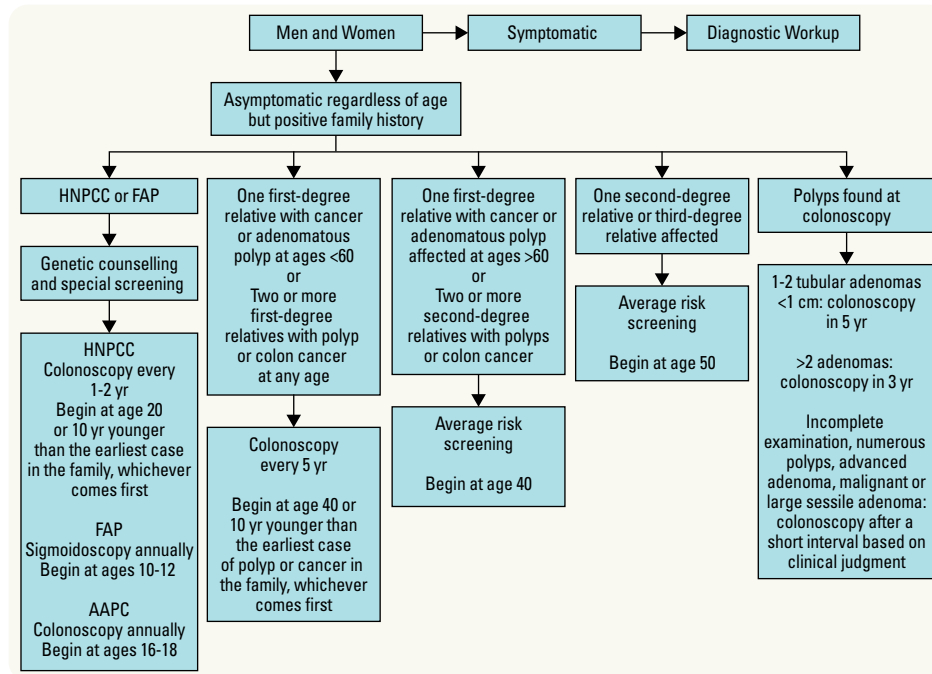 Men and Women
Symptomatic
Diagnostic Workup
Asymptomatic regardless of age
but positive family history
HNPCC or FAP
Genetic counselling
and special screening
HNPCC
Colonoscopy every
1-2 yr
Begin at age 20
or 10 yr younger
than the earliest case
in the family, whichever
comes first
FAP
Sigmoidoscopy annually
Begin at ages 10-12
AAPC
Colonoscopy annually
Begin at ages 16-18
One first-degree
relative with cancer
or adenomatous
polyp at ages <60
or
Two or more
first-degree
relatives with polyp
or colon cancer
at any age
Colonoscopy
every 5 yr
Begin at age 40 or
10 yr younger than
the earliest case
of polyp or cancer in
the family, whichever
comes first
One first-degree
relative with cancer or
adenomatous polyp
affected at ages >60
or
Two or more
second-degree
relatives with polyps
or colon cancer
Average risk
screening
Begin at age 40
One second-degree
relative or third-degree
relative affected
Average risk
screening
Begin at age 50
Polyps found at
colonoscopy
1-2 tubular adenomas
<1 cm: colonoscopy
in 5 yr
>2 adenomas:
colonoscopy in 3 yr
Incomplete
examination, numerous
polyps, advanced
adenoma, malignant or
large sessile adenoma:
colonoscopy after a
short interval based on
clinical judgment